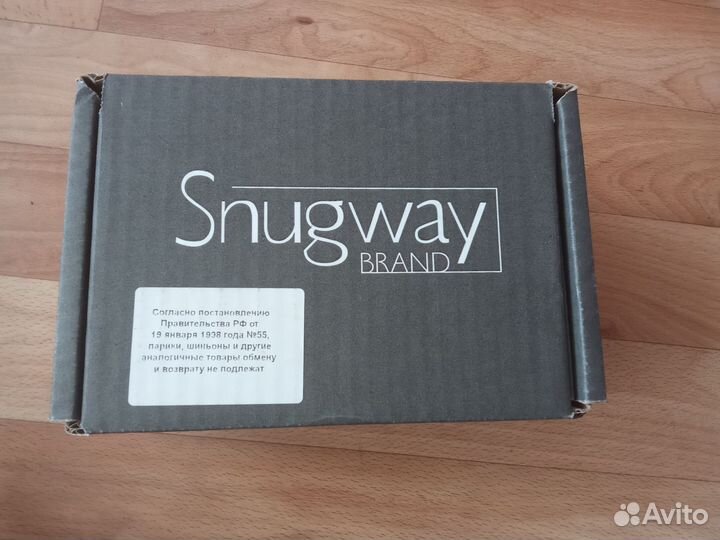 Snugway
BRAND
Согласно постановлению
Правительства РФ от
19 января 1998 года №55,
парики, шиньоны и другие
аналогичные товары обмену
и возврату не подлежат
Avito